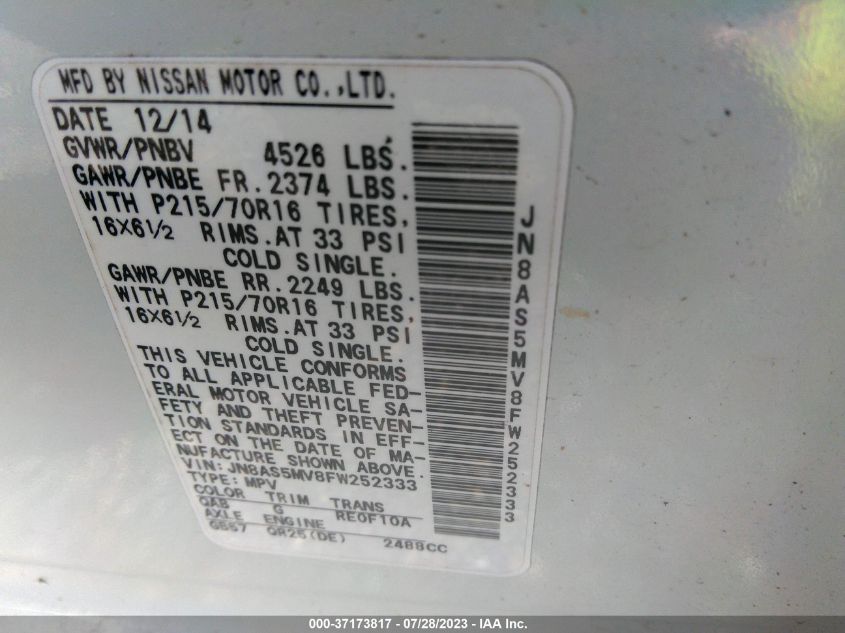 MFD BY NISSAN MOTOR CO.,LTD.
DATE 12/14
GVWR/PNBV 4526 LBS.
GAWR/PNBE FR.2374 LBS.
WITH P215/70R16 TIRES,
16X6½ RIMS.AT 33 PSI
COLD SINGLE.
GAWR/PNBE RR.2249 LBS.
WITH P215/70R16 TIRES,
16X6½ RIMS.AT 33 PSI
COLD SINGLE.
THIS VEHICLE CONFORMS
TO ALL APPLICABLE FED-
ERAL MOTOR VEHICLE SA-
FETY AND THEFT PREVEN-
TION STANDARDS IN EFF-
ECT ON THE DATE OF MA-
NUFACTURE SHOWN ABOVE.
VIN: JN8AS5MV8FW252333
TYPE: MPV
COLOR TRIM TRANS
QAB G RE0F10A
AXLE ENGINE
QR25(DE) 2488CC
JN8AS5MV8FW252333
000-37173817 - 07/28/2023 - IAA Inc.